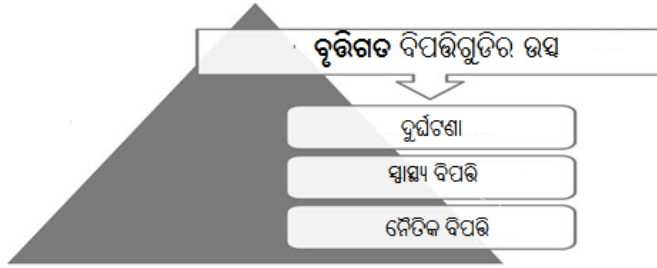 ବୃତ୍ତିଗତ ବିପତ୍ତିଗୁଡିର ଉତ୍ସ
ଦୁର୍ଘଟଣା
ସ୍ଵାସ୍ଥ୍ୟ ବିପତ୍ତି
ନୈତିକ ବିପତ୍ତି